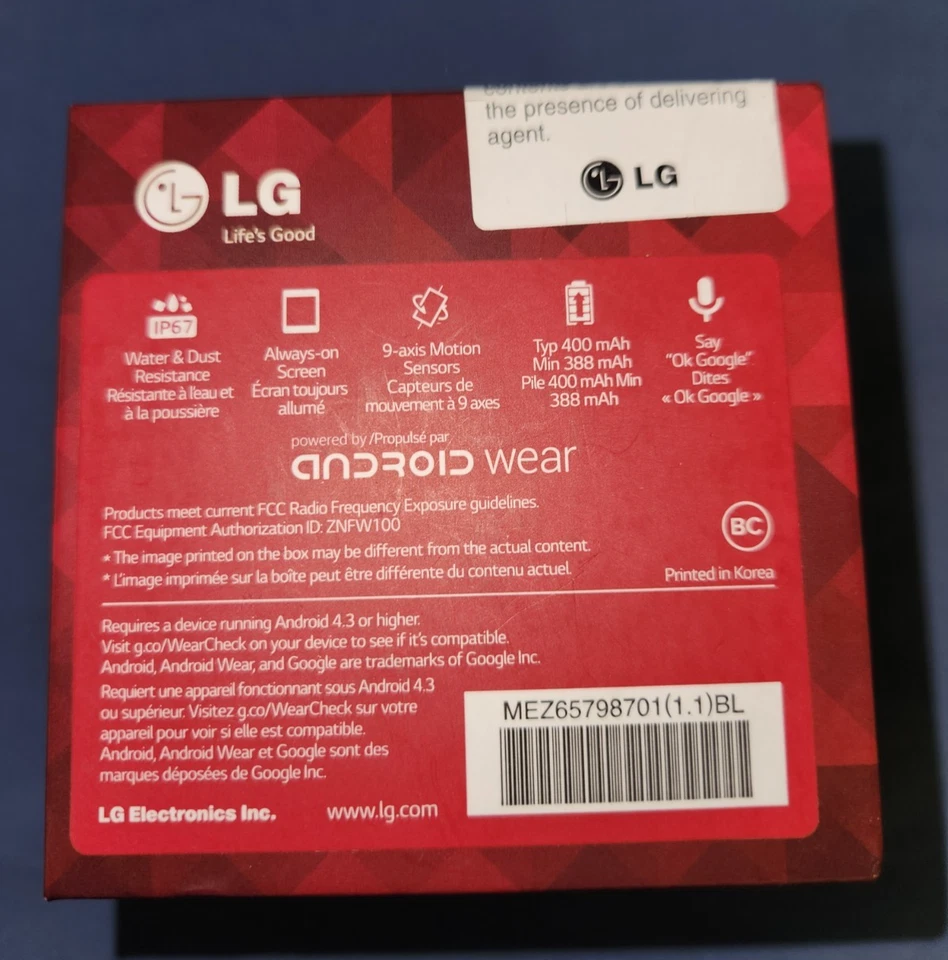 the presence of delivering
agent.
LG
LG
Life's Good
IP67
Water & Dust
Resistance
Résistante à l'eau et
à la poussière
Always-on
Screen
Écran toujours
allumé
9-axis Motion
Sensors
Capteurs de
mouvement à 9 axes
Typ 400 mAh
Min 388 mAh
Pile 400 mAh Min
388 mAh
Say
"Ok Google"
Dites
« Ok Google »
powered by /Propulsé par
android wear
Products meet current FCC Radio Frequency Exposure guidelines.
FCC Equipment Authorization ID: ZNFW100
* The image printed on the box may be different from the actual content.
* L'image imprimée sur la boîte peut être différente du contenu actuel.
BC
Printed in Korea
Requires a device running Android 4.3 or higher.
Visit g.co/WearCheck on your device to see if it's compatible.
Android, Android Wear, and Google are trademarks of Google Inc.
Requiert une appareil fonctionnant sous Android 4.3
ou supérieur. Visitez g.co/WearCheck sur votre
appareil pour voir si elle est compatible.
Android, Android Wear et Google sont des
marques déposées de Google Inc.
MEZ65798701(1.1)BL
LG Electronics Inc. www.lg.com